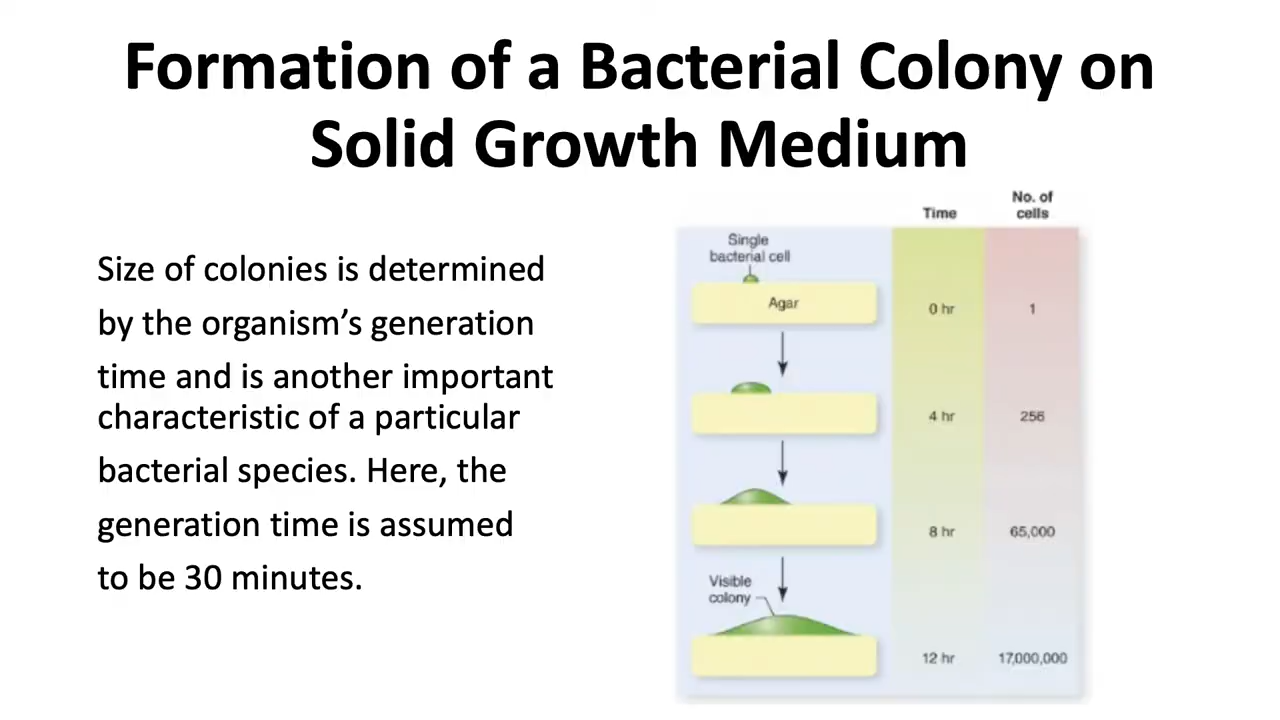 Formation of a Bacterial Colony on
Solid Growth Medium
Size of colonies is determined
by the organism’s generation
time and is another important
characteristic of a particular
bacterial species. Here, the
generation time is assumed
to be 30 minutes.
Time
No. of
cells
Single
bacterial cell
Agar
0 hr
1
4 hr
256
8 hr
65,000
Visible
colony
12 hr
17,000,000